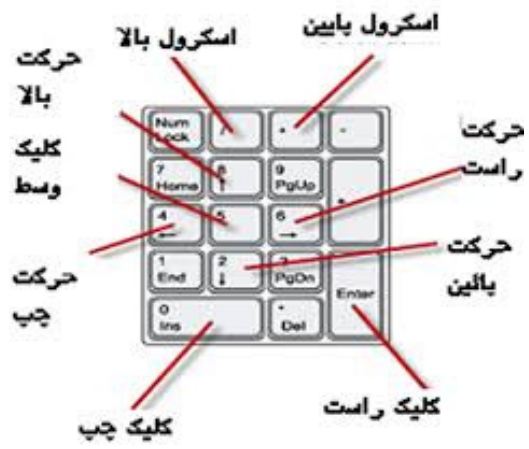 اسکرول پایین
اسکرول بالا
حرکت
بالا
کلیک
وسط
حرکت
چپ
حرکت
راست
حرکت
پائین
کلیک راست
کلیک چپ
Num
Lock
/
*
-
7
Home
8
↑
9
PgUp
+
4
←
5
6
→
1
End
2
↓
3
PgDn
Enter
0
Ins
.
Del